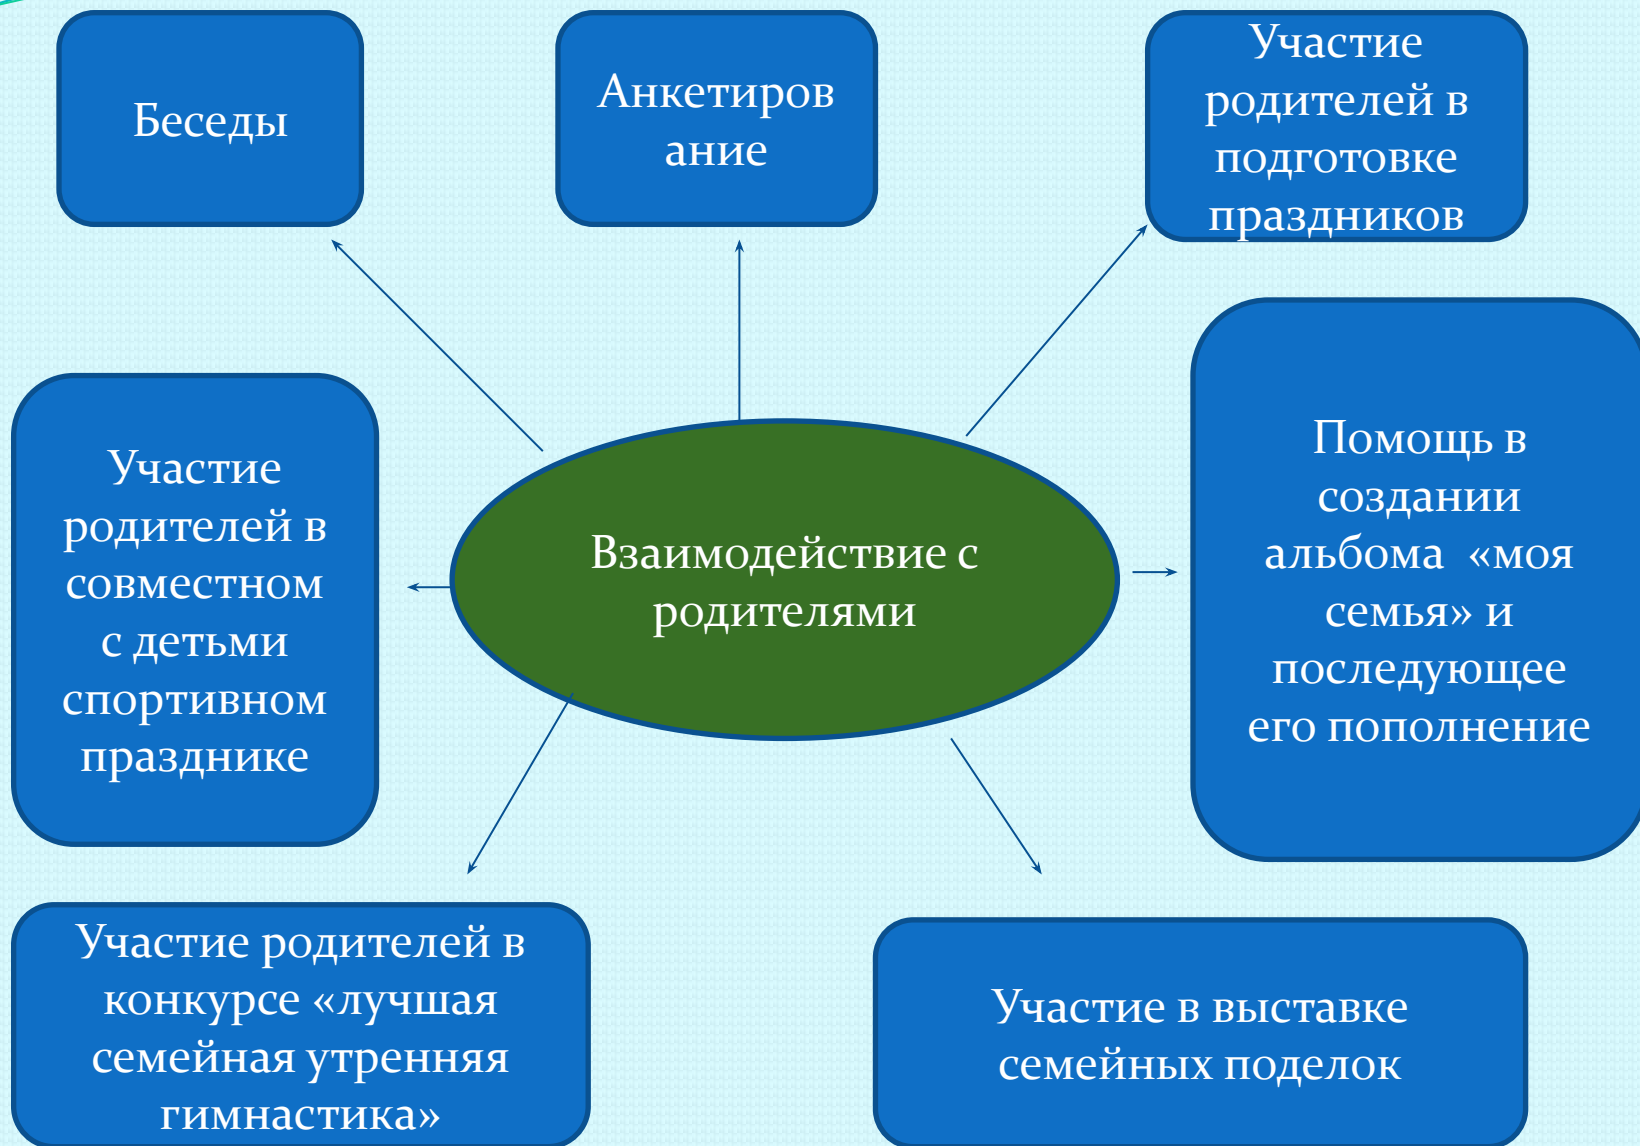 Беседы
Анкетиров
ание
Участие
родителей в
подготовке
праздников
Участие
родителей в
совместном
с детьми
спортивном
празднике
Взаимодействие с
родителями
Помощь в
создании
альбома  «моя
семья» и
последующее
его пополнение
Участие родителей в
конкурсе «лучшая
семейная утренняя
гимнастика»
Участие в выставке
семейных поделок